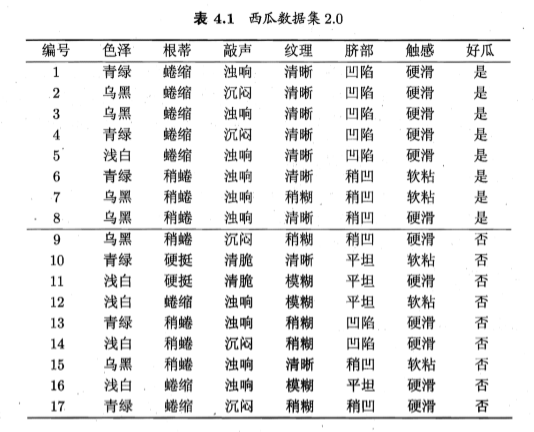 表 4.1 西瓜数据集 2.0
编号 色泽 根蒂 敲声 纹理 脐部 触感 好瓜
1 青绿 蜷缩 浊响 清晰 凹陷 硬滑 是
2 乌黑 蜷缩 沉闷 清晰 凹陷 硬滑 是
3 乌黑 蜷缩 浊响 清晰 凹陷 硬滑 是
4 青绿 蜷缩 沉闷 清晰 凹陷 硬滑 是
5 浅白 蜷缩 浊响 清晰 凹陷 硬滑 是
6 青绿 稍蜷 浊响 清晰 稍凹 软粘 是
7 乌黑 稍蜷 浊响 稍糊 稍凹 软粘 是
8 乌黑 稍蜷 浊响 清晰 稍凹 硬滑 是
9 乌黑 稍蜷 沉闷 稍糊 稍凹 硬滑 否
10 青绿 硬挺 清脆 清晰 平坦 软粘 否
11 浅白 硬挺 清脆 模糊 平坦 硬滑 否
12 浅白 蜷缩 浊响 模糊 平坦 软粘 否
13 青绿 稍蜷 浊响 稍糊 凹陷 硬滑 否
14 浅白 稍蜷 沉闷 稍糊 凹陷 硬滑 否
15 乌黑 稍蜷 浊响 清晰 稍凹 软粘 否
16 浅白 蜷缩 浊响 模糊 平坦 硬滑 否
17 青绿 蜷缩 沉闷 稍糊 稍凹 硬滑 否